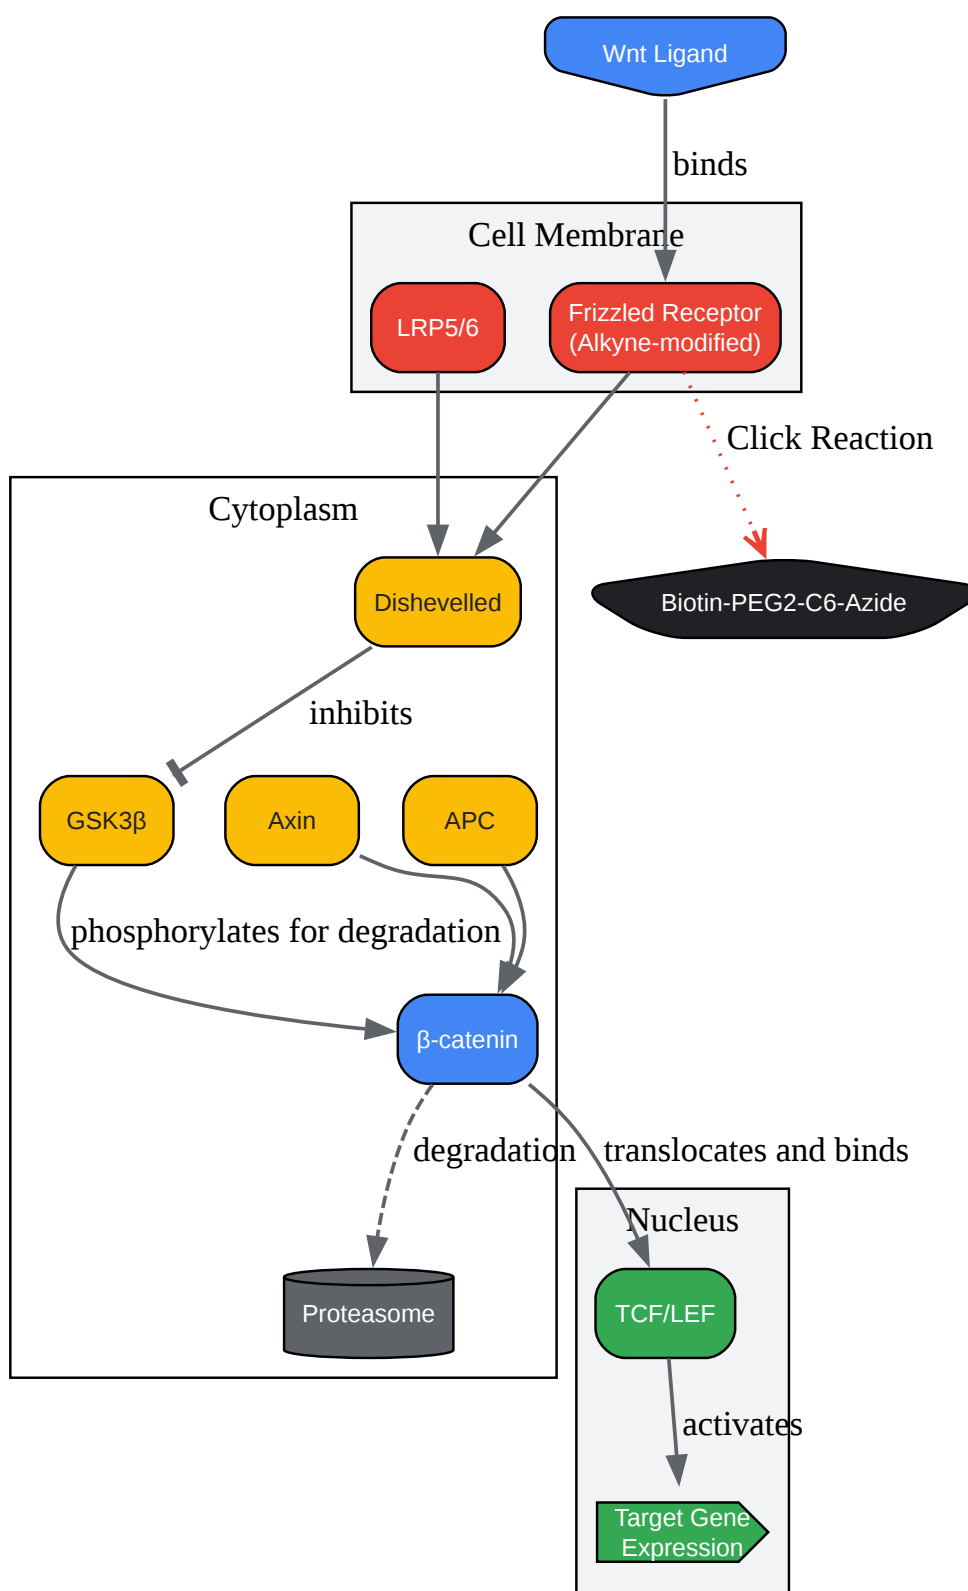 Wnt Ligand
binds
Cell Membrane
LRP5/6
Frizzled Receptor
(Alkyne-modified)
Click Reaction
Cytoplasm
Dishevelled
Biotin-PEG2-C6-Azide
inhibits
GSK3β
Axin
APC
phosphorylates for degradation
β-catenin
degradation
translocates and binds
Nucleus
Proteasome
TCF/LEF
activates
Target Gene
Expression